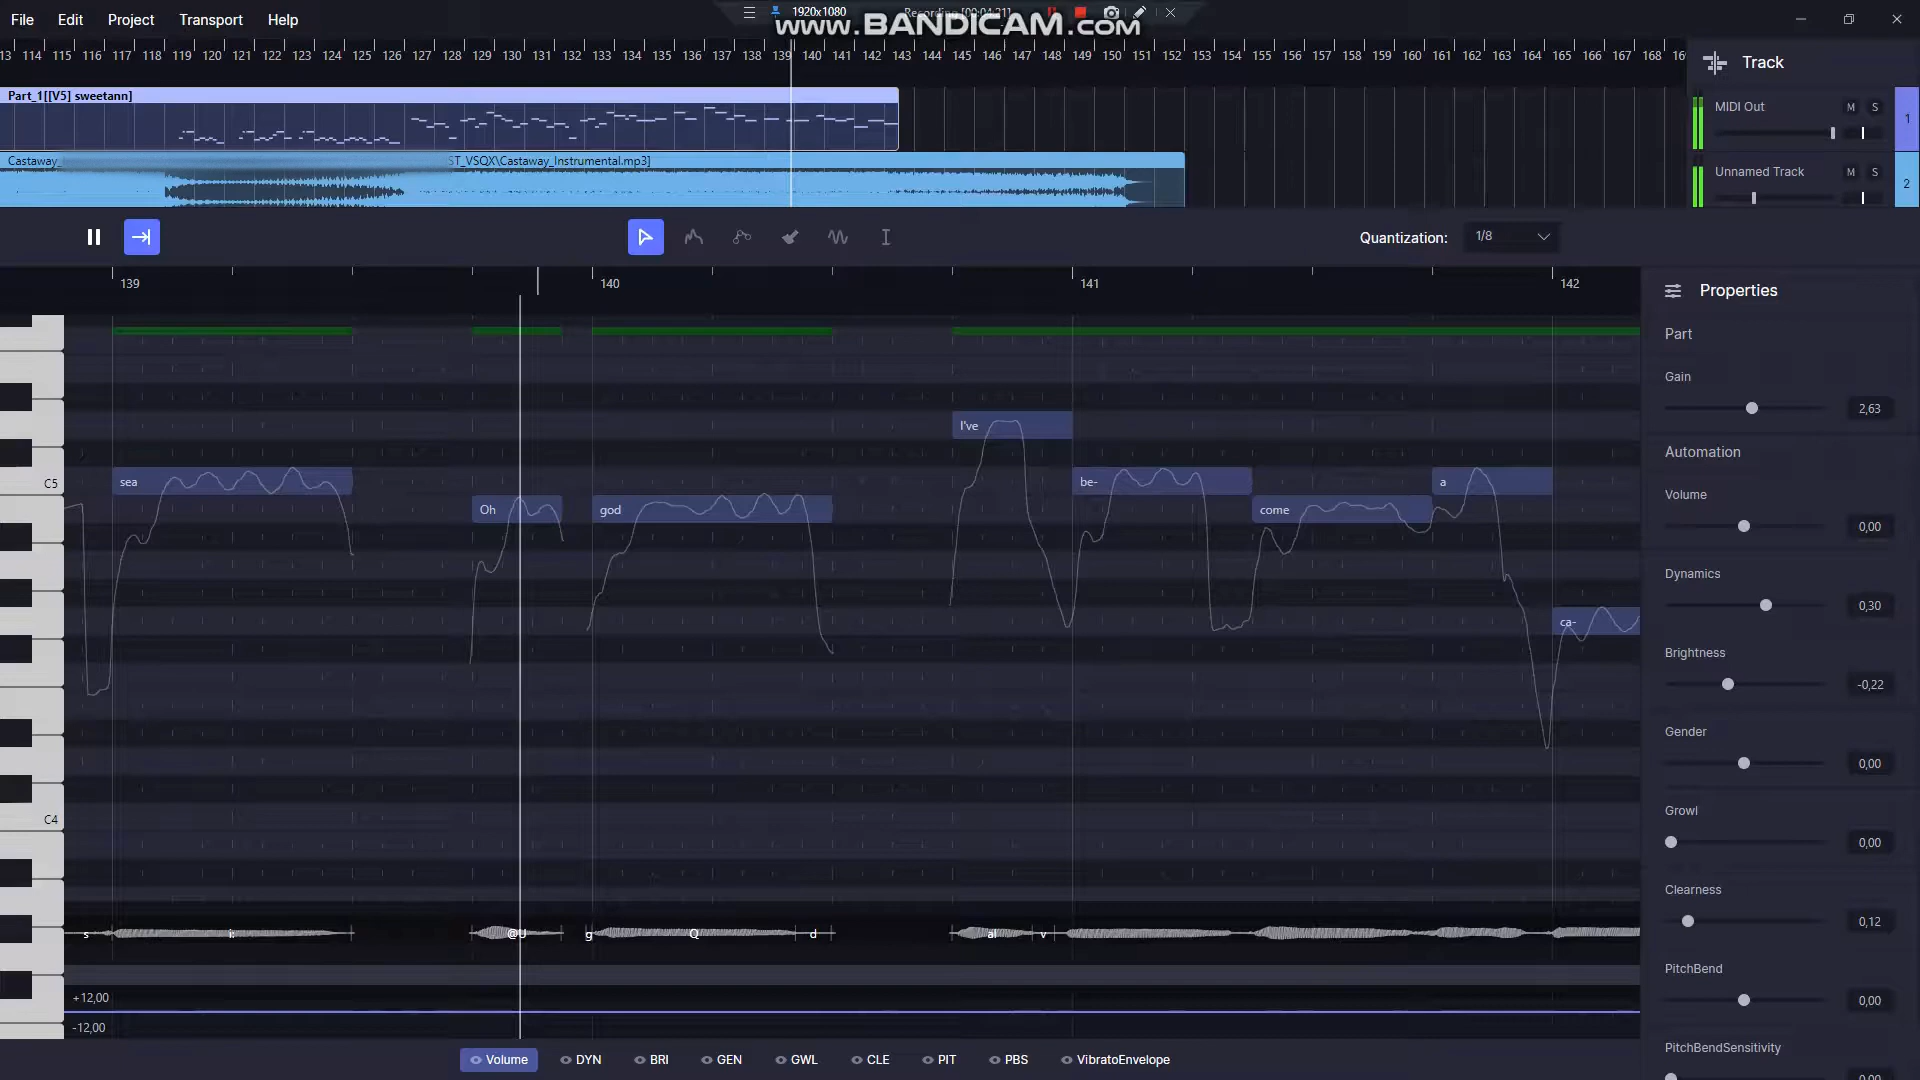 File Edit Project Transport Help
1920x1080 Recording [00:04:21]
www.BANDICAM.com
13 114 115 116 117 118 119 120 121 122 123 124 125 126 127 128 129 130 131 132 133 134 135 136 137 138 139 140 141 142 143 144 145 146 147 148 149 150 151 152 153 154 155 156 157 158 159 160 161 162 163 164 165 166 167 168
Track
Part_1[[V5] sweetann]
MIDI Out M S 1
Castaway_ ST_VSQX\Castaway_Instrumental.mp3]
Unnamed Track M S 2
Quantization: 1/8
139 140 141 142
Properties
Part
Gain
2,63
I've
Automation
C5 sea be- a
Volume
Oh god come
0,00
Dynamics
0,30
ca-
Brightness
-0,22
Gender
0,00
C4
Growl
0,00
Clearness
0,12
s i: @U g Q d aI v
PitchBend
+12,00
0,00
-12,00
PitchBendSensitivity
Volume DYN BRI GEN GWL CLE PIT PBS VibratoEnvelope
0,00